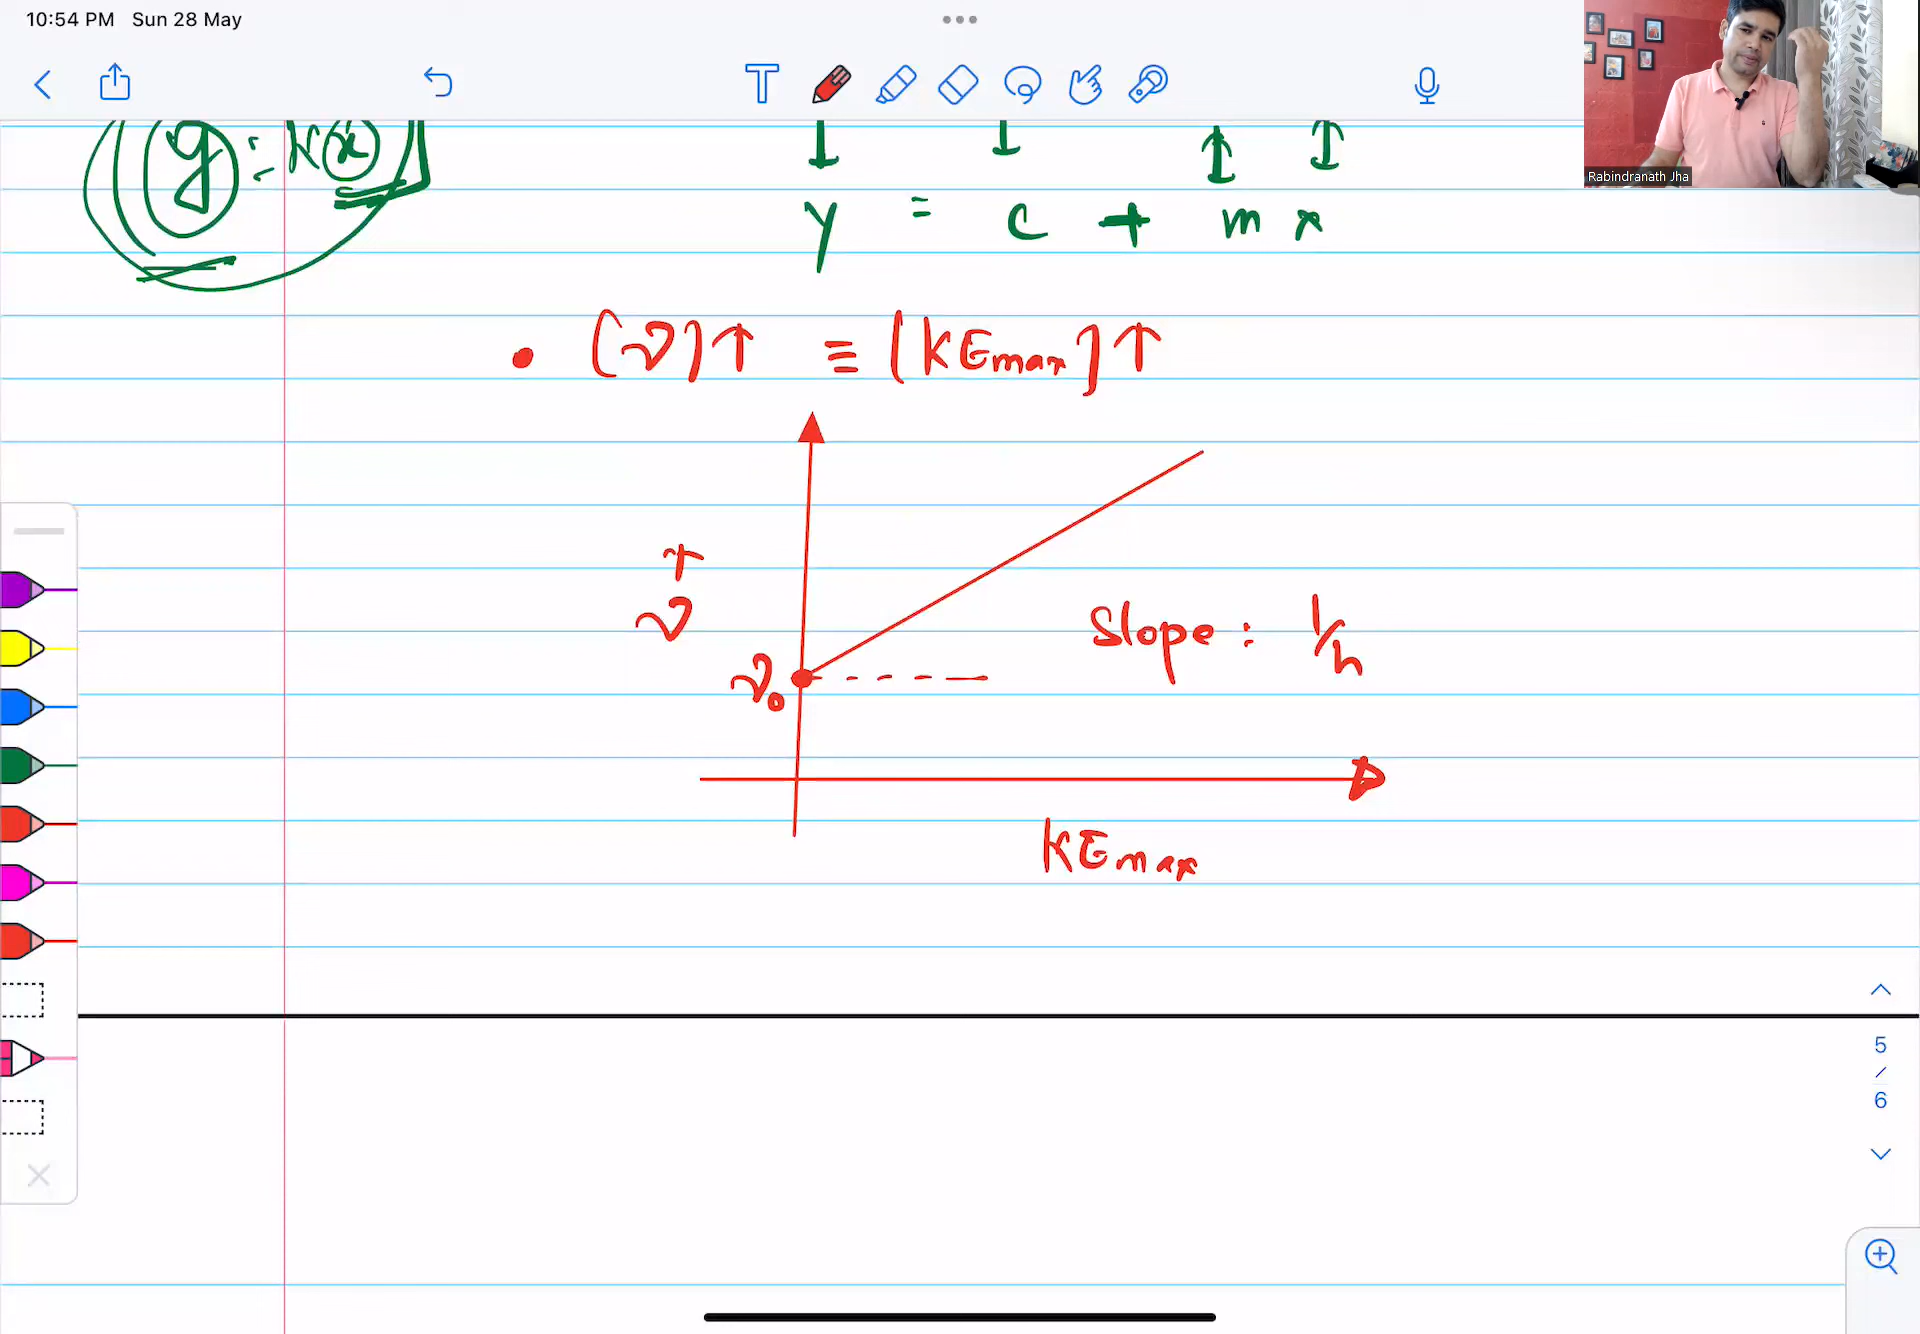 10:54 PM Sun 28 May
Rabindranath Jha
y = k(x)
y = c + m x
• (ν)↑ ≡ [KEmax]↑
↑
ν
ν₀
Slope : 1/h
KEmax
5
/
6